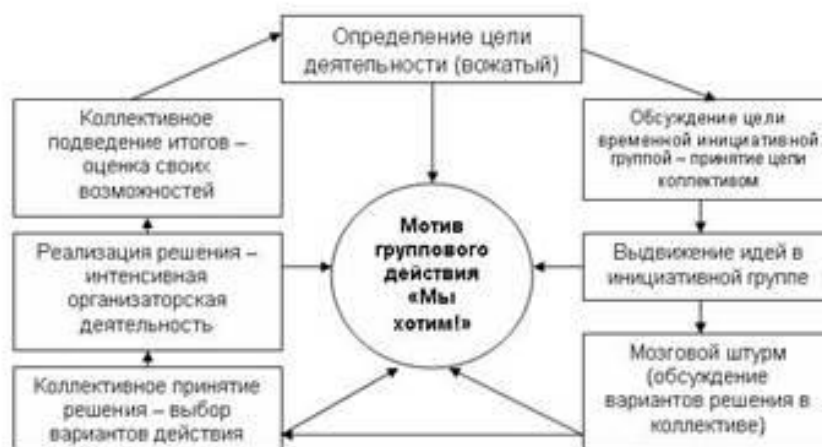 Определение цели
деятельности (вожатый)
Обсуждение цели
временной инициативной
группой – принятие цели
коллективом
Выдвижение идей в
инициативной группе
Мозговой штурм
(обсуждение
вариантов решения в
коллективе)
Коллективное принятие
решения – выбор
вариантов действия
Реализация решения –
интенсивная
организаторская
деятельность
Коллективное
подведение итогов –
оценка своих
возможностей
Мотив
группового
действия
«Мы
хотим!»